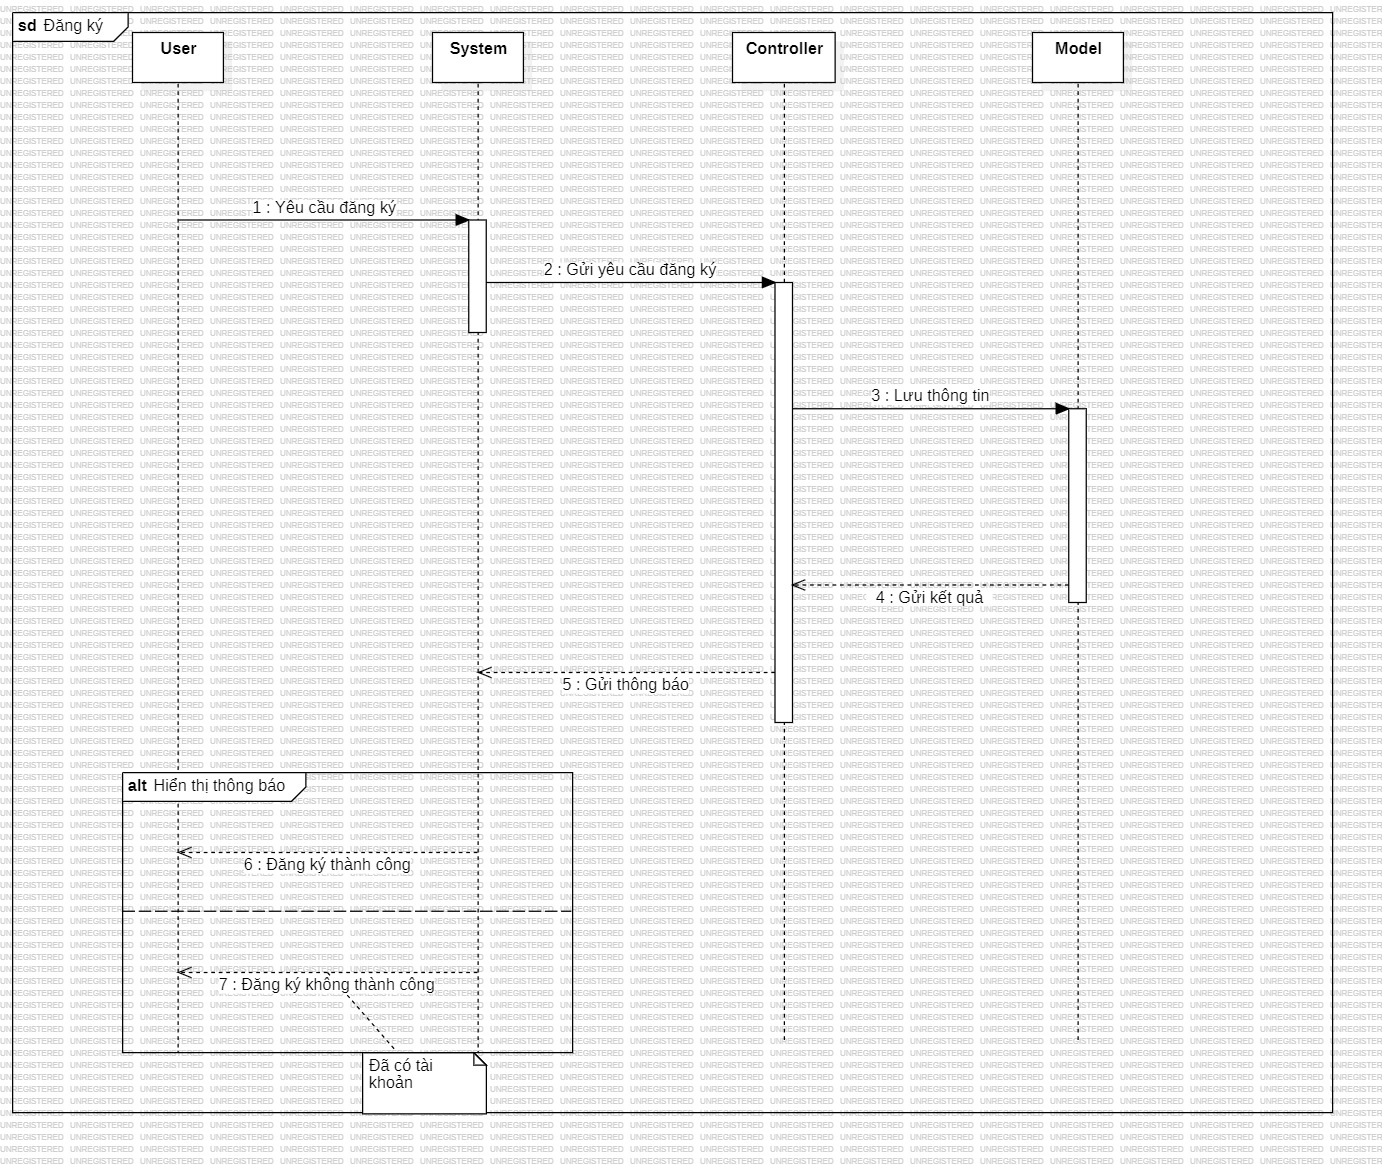 sd Đăng ký
User
System
Controller
Model
1 : Yêu cầu đăng ký
2 : Gửi yêu cầu đăng ký
3 : Lưu thông tin
4 : Gửi kết quả
5 : Gửi thông báo
alt Hiển thị thông báo
6 : Đăng ký thành công
7 : Đăng ký không thành công
Đã có tài
khoản
UNREGISTERED